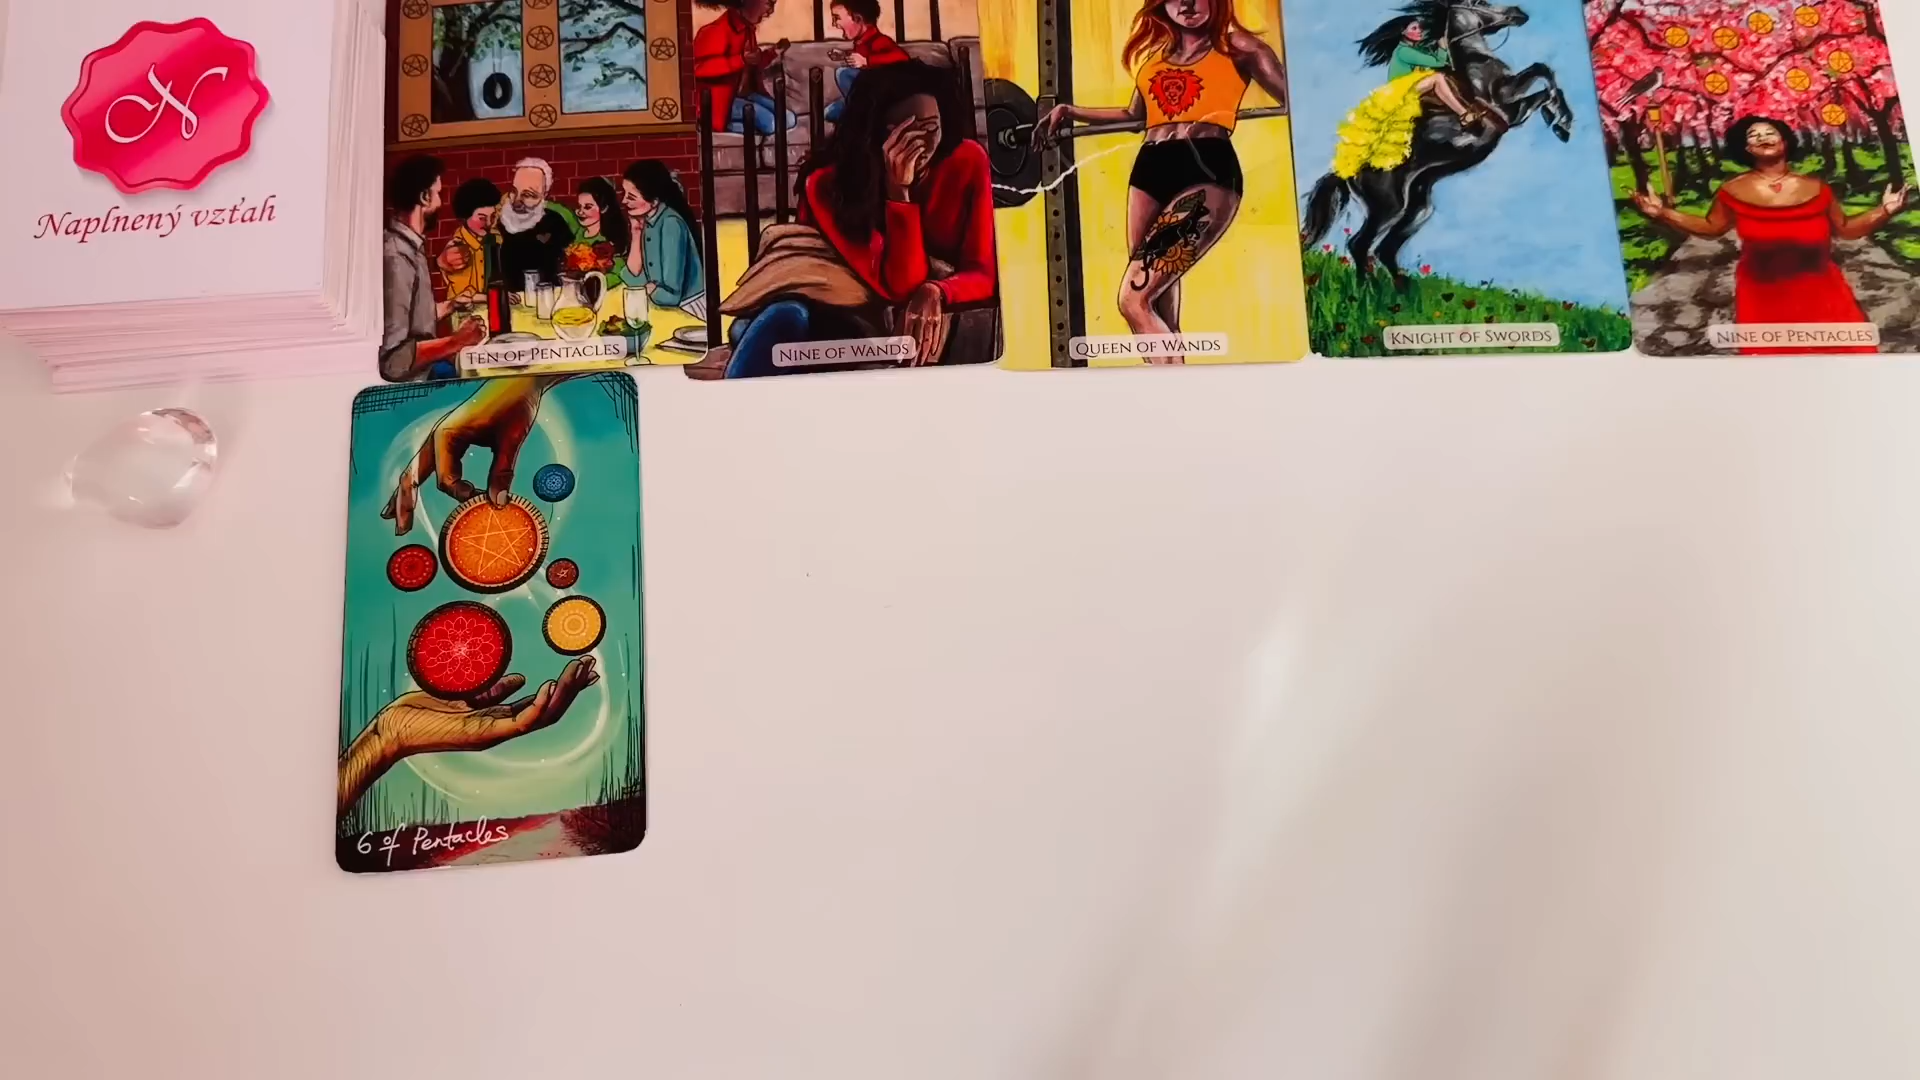 N
Naplnený vzťah
TEN OF PENTACLES
NINE OF WANDS
QUEEN OF WANDS
KNIGHT OF SWORDS
NINE OF PENTACLES
6 of Pentacles